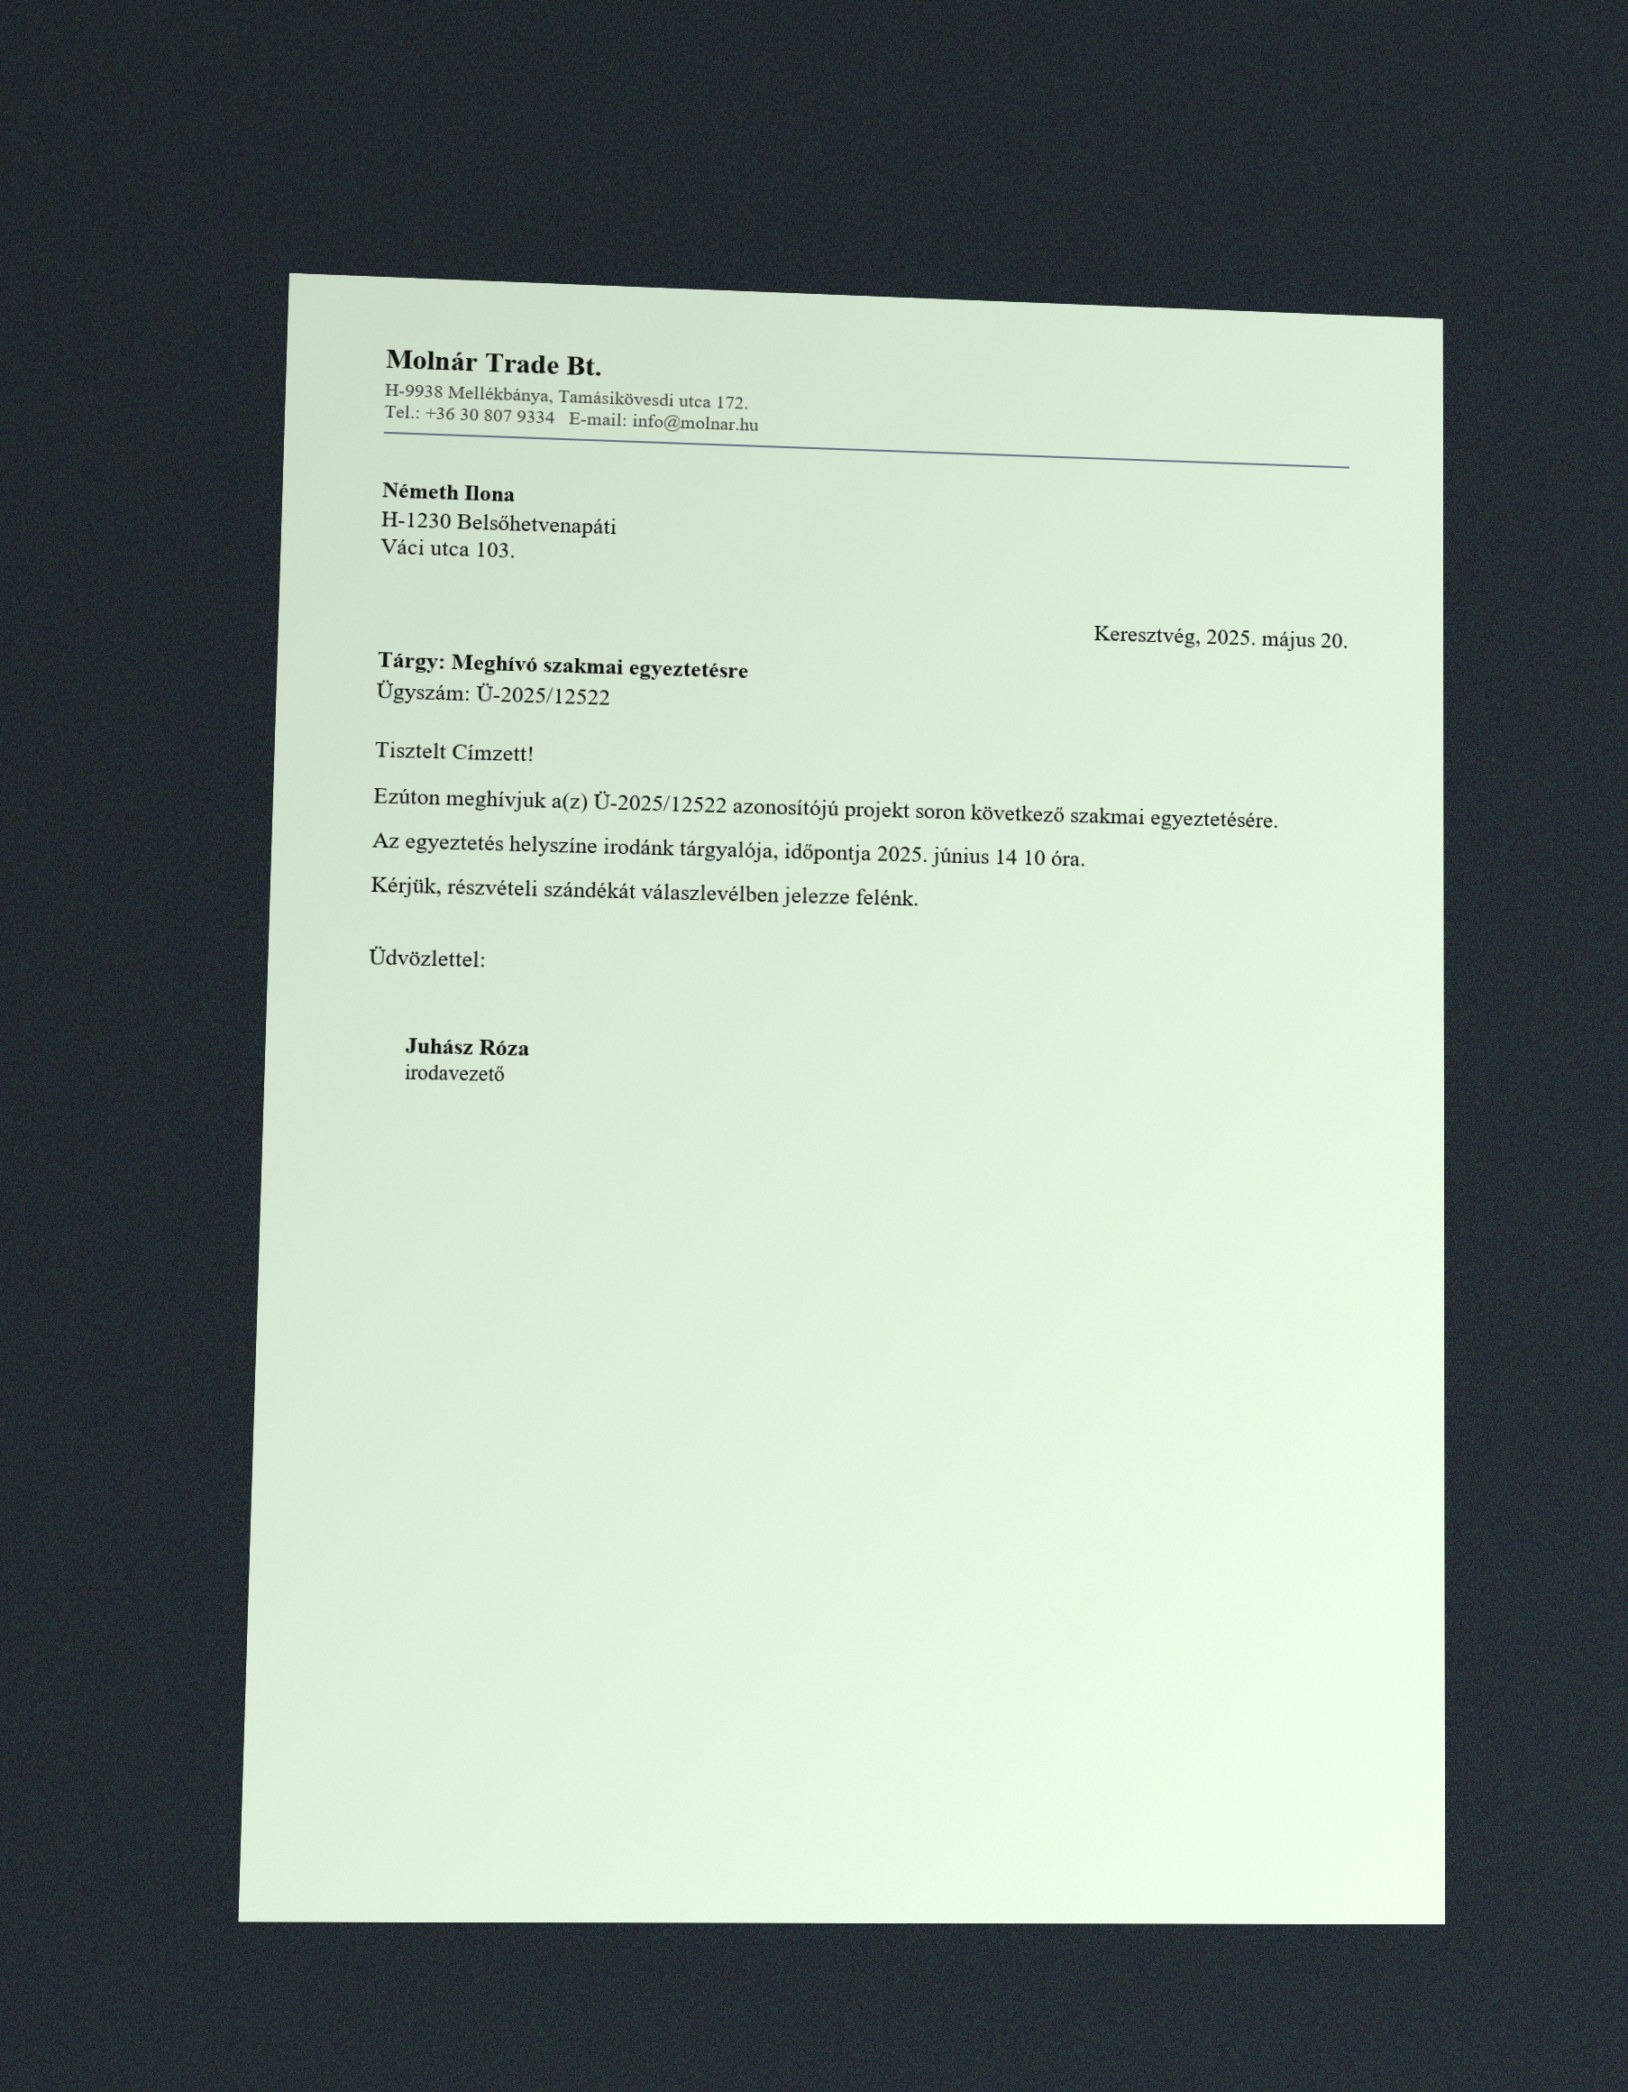 Molnár Trade Bt.
H-9938 Mellékbánya, Tamásikövesdi utca 172.
Tel.: +36 30 807 9334 E-mail: info@molnar.hu
Németh Ilona
H-1230 Belsőhetvenapáti
Váci utca 103.
Keresztvég, 2025. május 20.
Tárgy: Meghívó szakmai egyeztetésre
Ügyszám: Ü-2025/12522
Tisztelt Címzett!
Ezúton meghívjuk a(z) Ü-2025/12522 azonosítójú projekt soron következő szakmai egyeztetésére.
Az egyeztetés helyszíne irodánk tárgyalója, időpontja 2025. június 14 10 óra.
Kérjük, részvételi szándékát válaszlevélben jelezze felénk.
Üdvözlettel:
Juhász Róza
irodavezető